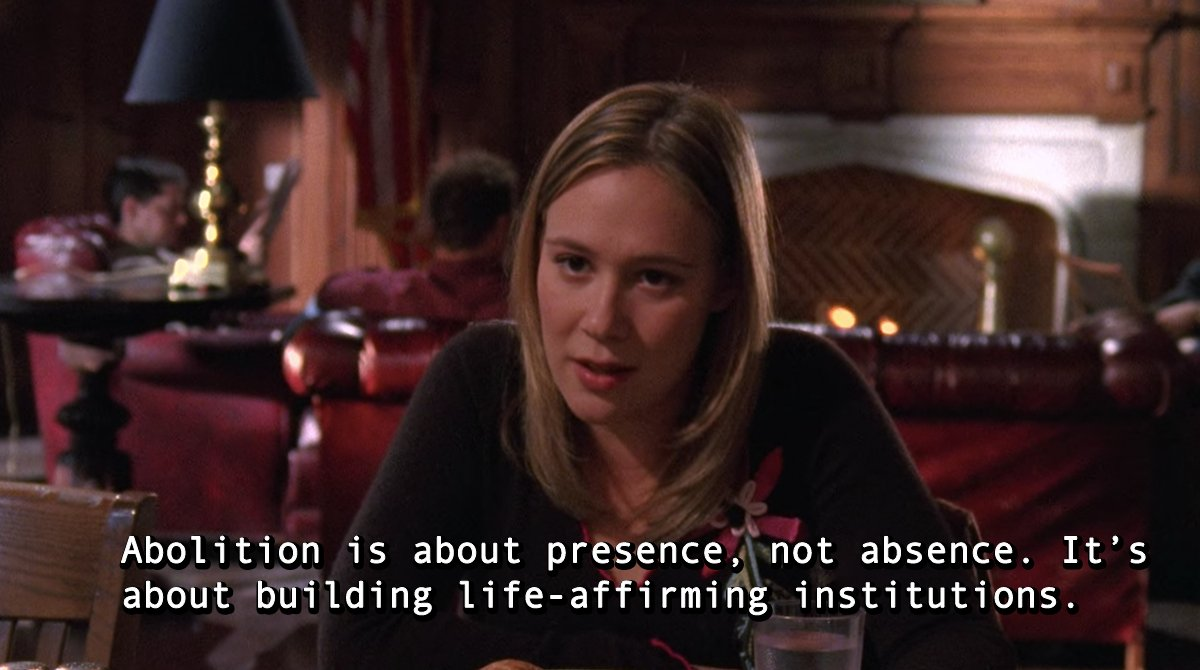 Abolition is about presence, not absence. It’s
about building life-affirming institutions.